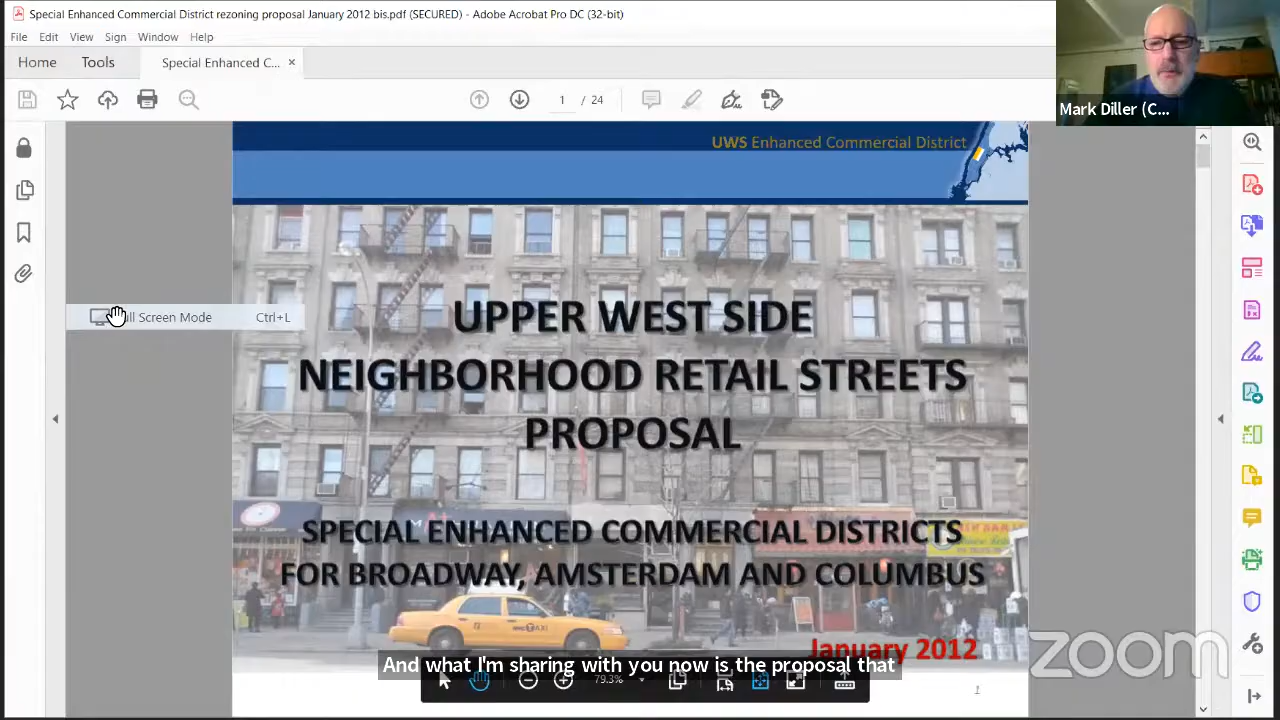 Special Enhanced Commercial District rezoning proposal January 2012 bis.pdf (SECURED) - Adobe Acrobat Pro DC (32-bit)
File Edit View Sign Window Help
Home Tools Special Enhanced C... ×
1 / 24
Mark Diller (C...
UWS Enhanced Commercial District
Screen Mode Ctrl+L
UPPER WEST SIDE
NEIGHBORHOOD RETAIL STREETS
PROPOSAL
SPECIAL ENHANCED COMMERCIAL DISTRICTS
FOR BROADWAY, AMSTERDAM AND COLUMBUS
January 2012
zoom
And what I'm sharing with you now is the proposal that
79.3%
1